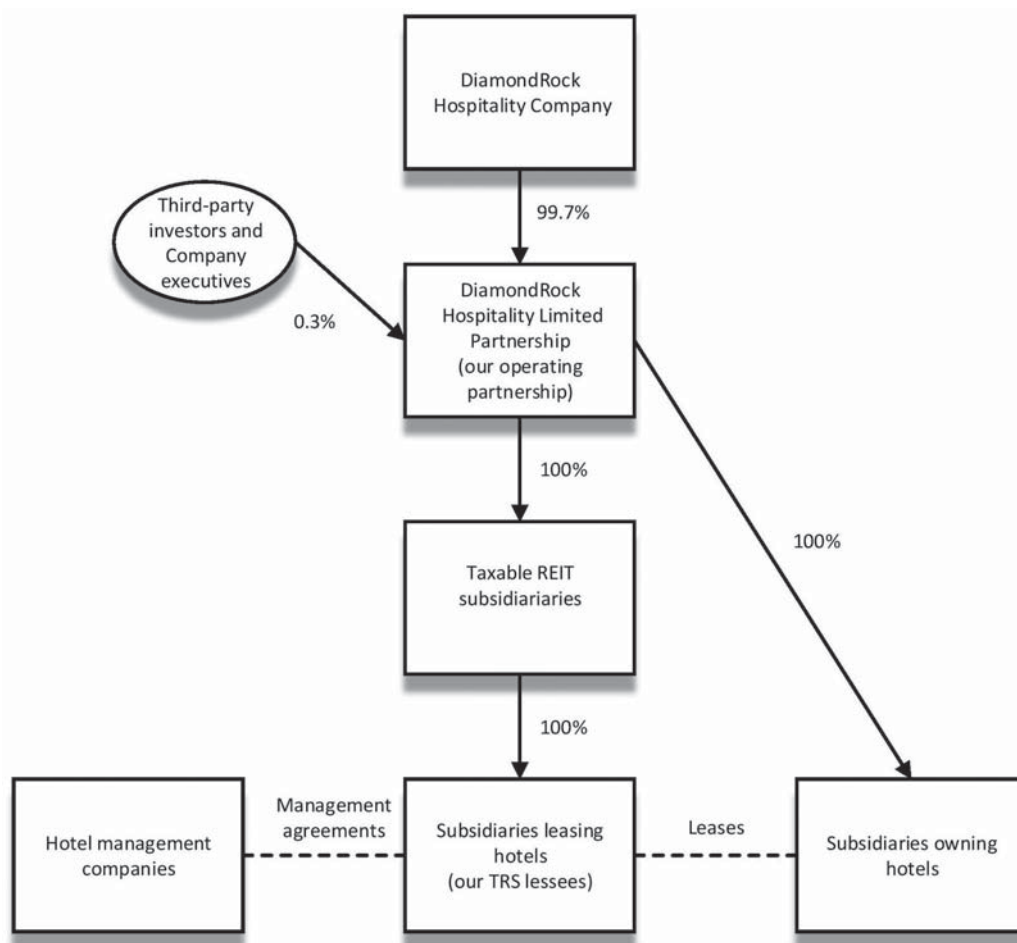 DiamondRock
Hospitality Company
99.7%
Third-party
investors and
Company
executives
0.3%
DiamondRock
Hospitality Limited
Partnership
(our operating
partnership)
100%
100%
Taxable REIT
subsidiariaries
100%
Hotel management
companies
Management
agreements
Subsidiaries leasing
hotels
(our TRS lessees)
Leases
Subsidiaries owning
hotels